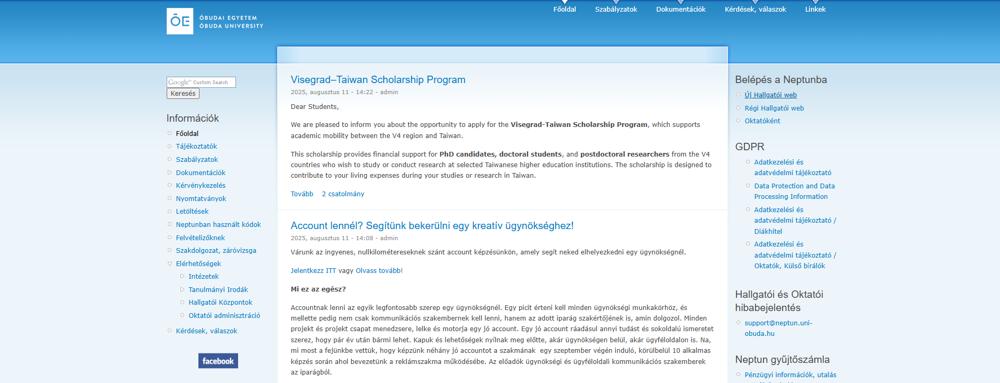 ŌE
ÓBUDAI EGYETEM
ÓBUDA UNIVERSITY
Főoldal
Szabályzatok
Dokumentációk
Kérdések, válaszok
Linkek
Google™ Custom Search
Keresés
Információk
Főoldal
Tájékoztatók
Szabályzatok
Dokumentációk
Kérvénykezelés
Nyomtatványok
Letöltések
Neptunban használt kódok
Felvételizőknek
Szakdolgozat, záróvizsga
Elérhetőségek
Intézetek
Tanulmányi Irodák
Hallgatói Központok
Oktatói adminisztráció
Kérdések, válaszok
facebook
Visegrad–Taiwan Scholarship Program
2025, augusztus 11 - 14:22 - admin
Dear Students,
We are pleased to inform you about the opportunity to apply for the Visegrad-Taiwan Scholarship Program, which supports
academic mobility between the V4 region and Taiwan.
This scholarship provides financial support for PhD candidates, doctoral students, and postdoctoral researchers from the V4
countries who wish to study or conduct research at selected Taiwanese higher education institutions. The scholarship is designed to
contribute to your living expenses during your studies or research in Taiwan.
Tovább 2 csatolmány
Account lennél? Segítünk bekerülni egy kreatív ügynökséghez!
2025, augusztus 11 - 14:08 - admin
Várunk az ingyenes, nullkilométereseknek szánt account képzésünkön, amely segít neked elhelyezkedni egy ügynökségnél.
Jelentkezz ITT vagy Olvass tovább!
Mi ez az egész?
Accountnak lenni az egyik legfontosabb szerep egy ügynökségnél. Egy picit érteni kell minden ügynökségi munkakörhöz, és
mellette pedig nem csak kommunikációs szakembernek kell lenni, hanem az adott iparág szakértőjének is, amin dolgozol. Minden
projekt és projekt csapat menedzsere, lelke és motorja egy jó account. Egy jó account ráadásul annyi tudást és sokoldalú ismeretet
szerez, hogy pár év után bármi lehet. Kapuk és lehetőségek nyílnak meg előtte, akár ügynökségen belül, akár ügyféloldalon is. Na,
mi most a fejünkbe vettük, hogy képzünk néhány jó accountot a szakmának egy szeptember végén induló, körülbelül 10 alkalmas
képzés során ahol bevezetünk a reklámszakma működésébe. Az előadók ügynökségi és ügyféloldali kommunikációs szakemberek
az iparágból.
Belépés a Neptunba
Új Hallgatói web
Régi Hallgatói web
Oktatóként
GDPR
Adatkezelési és
adatvédelmi tájékoztató
Data Protection and Data
Processing Information
Adatkezelési és
adatvédelmi tájékoztató /
Diákhitel
Adatkezelési és
adatvédelmi tájékoztató /
Oktatók, Külső bírálók
Hallgatói és Oktatói
hibabejelentés
support@neptun.uni-
obuda.hu
Neptun gyűjtőszámla
Pénzügyi információk, utalás